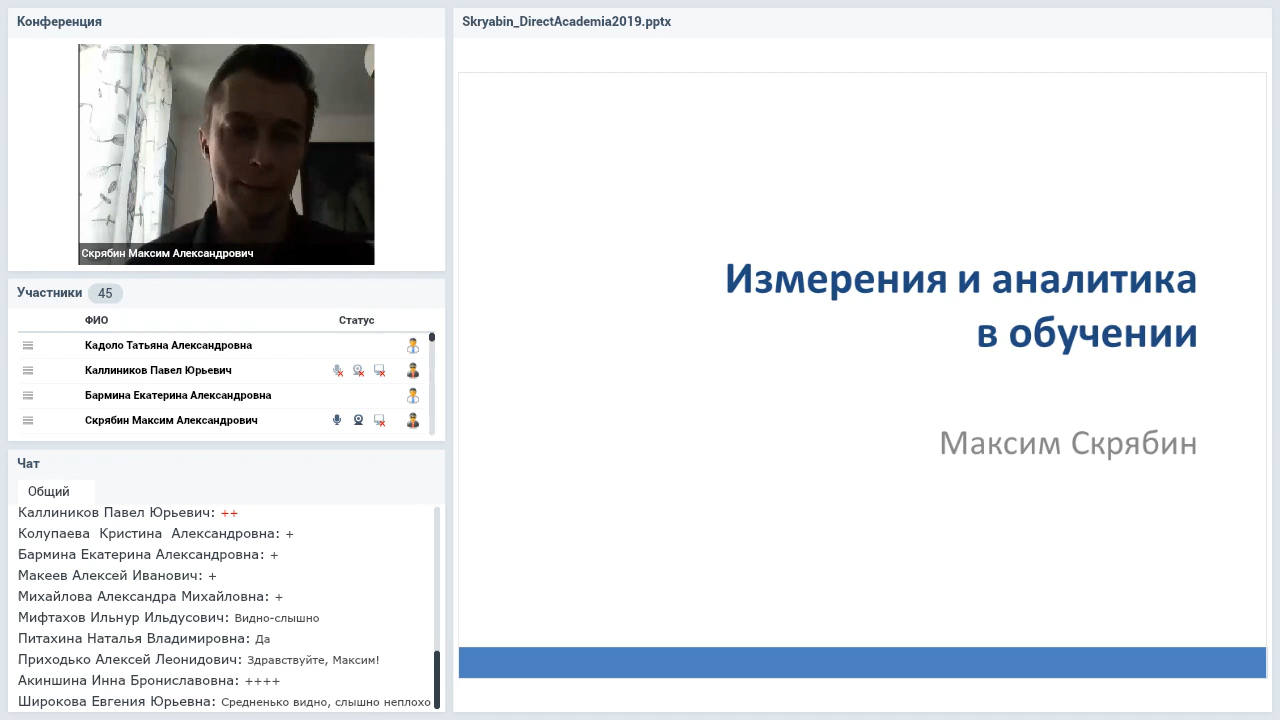 Конференция
Скрябин Максим Александрович
Участники 45
ФИО Статус
Кадоло Татьяна Александровна
Каллиников Павел Юрьевич
Бармина Екатерина Александровна
Скрябин Максим Александрович
Чат
Общий
Каллиников Павел Юрьевич: ++
Колупаева Кристина Александровна: +
Бармина Екатерина Александровна: +
Макеев Алексей Иванович: +
Михайлова Александра Михайловна: +
Мифтахов Ильнур Ильдусович: Видно-слышно
Питахина Наталья Владимировна: Да
Приходько Алексей Леонидович: Здравствуйте, Максим!
Акиншина Инна Брониславовна: ++++
Широкова Евгения Юрьевна: Средненько видно, слышно неплохо
Skryabin_DirectAcademia2019.pptx
Измерения и аналитика
в обучении
Максим Скрябин